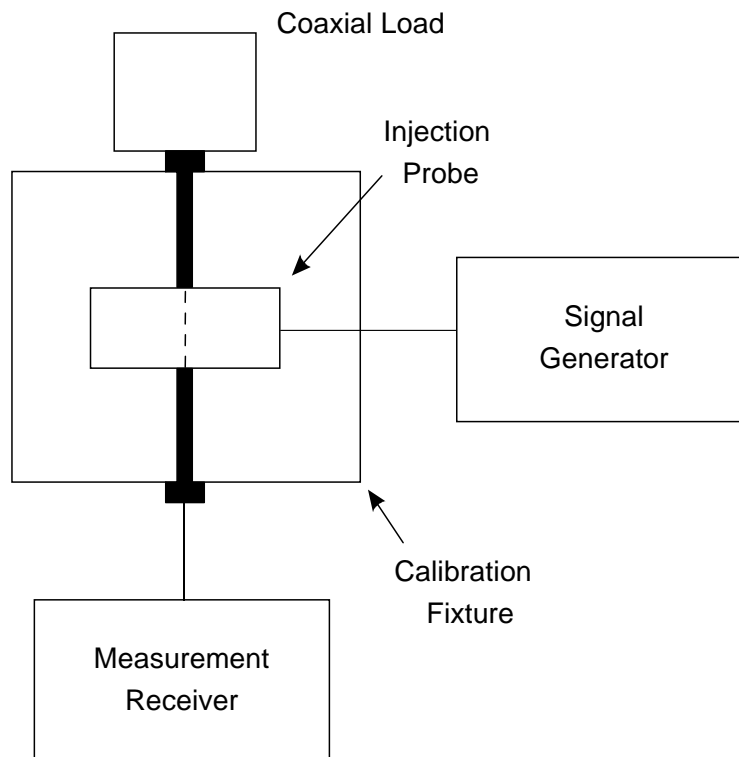 Coaxial Load
Injection
Probe
Signal
Generator
Calibration
Fixture
Measurement
Receiver